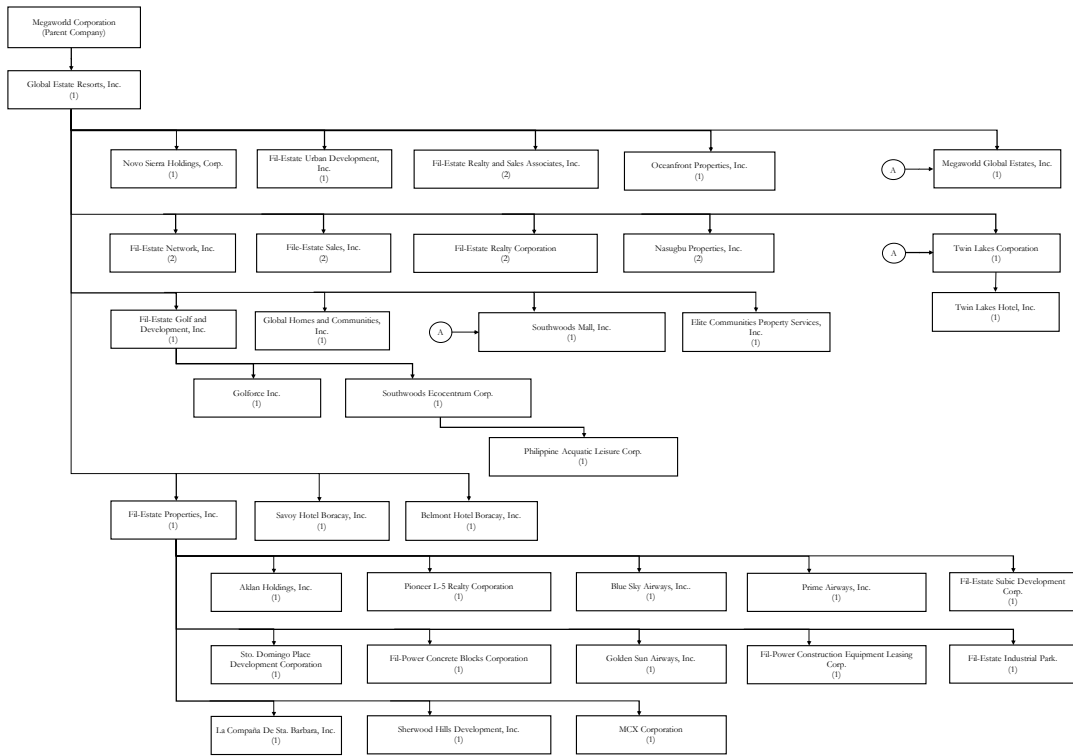 Megaworld Corporation
(Parent Company)
Global Estate Resorts, Inc.
(1)
Novo Sierra Holdings, Corp.
(1)
Fil-Estate Urban Development,
Inc.
(1)
Fil-Estate Realty and Sales Associates, Inc.
(2)
Oceanfront Properties, Inc.
(1)
A
Megaworld Global Estates, Inc.
(1)
Fil-Estate Network, Inc.
(2)
File-Estate Sales, Inc.
(2)
Fil-Estate Realty Corporation
(2)
Nasugbu Properties, Inc.
(2)
A
Twin Lakes Corporation
(1)
Twin Lakes Hotel, Inc.
(1)
Fil-Estate Golf and
Development, Inc.
(1)
Global Homes and Communities,
Inc.
(1)
A
Southwoods Mall, Inc.
(1)
Elite Communities Property Services,
Inc.
(1)
Golforce Inc.
(1)
Southwoods Ecocentrum Corp.
(1)
Philippine Acquatic Leisure Corp.
(1)
Fil-Estate Properties, Inc.
(1)
Savoy Hotel Boracay, Inc.
(1)
Belmont Hotel Boracay, Inc.
(1)
Aklan Holdings, Inc.
(1)
Pioneer L-5 Realty Corporation
(1)
Blue Sky Airways, Inc..
(1)
Prime Airways, Inc.
(1)
Fil-Estate Subic Development
Corp.
(1)
Sto. Domingo Place
Development Corporation
(1)
Fil-Power Concrete Blocks Corporation
(1)
Golden Sun Airways, Inc.
(1)
Fil-Power Construction Equipment Leasing
Corp.
(1)
Fil-Estate Industrial Park.
(1)
La Compaña De Sta. Barbara, Inc.
(1)
Sherwood Hills Development, Inc.
(1)
MCX Corporation
(1)